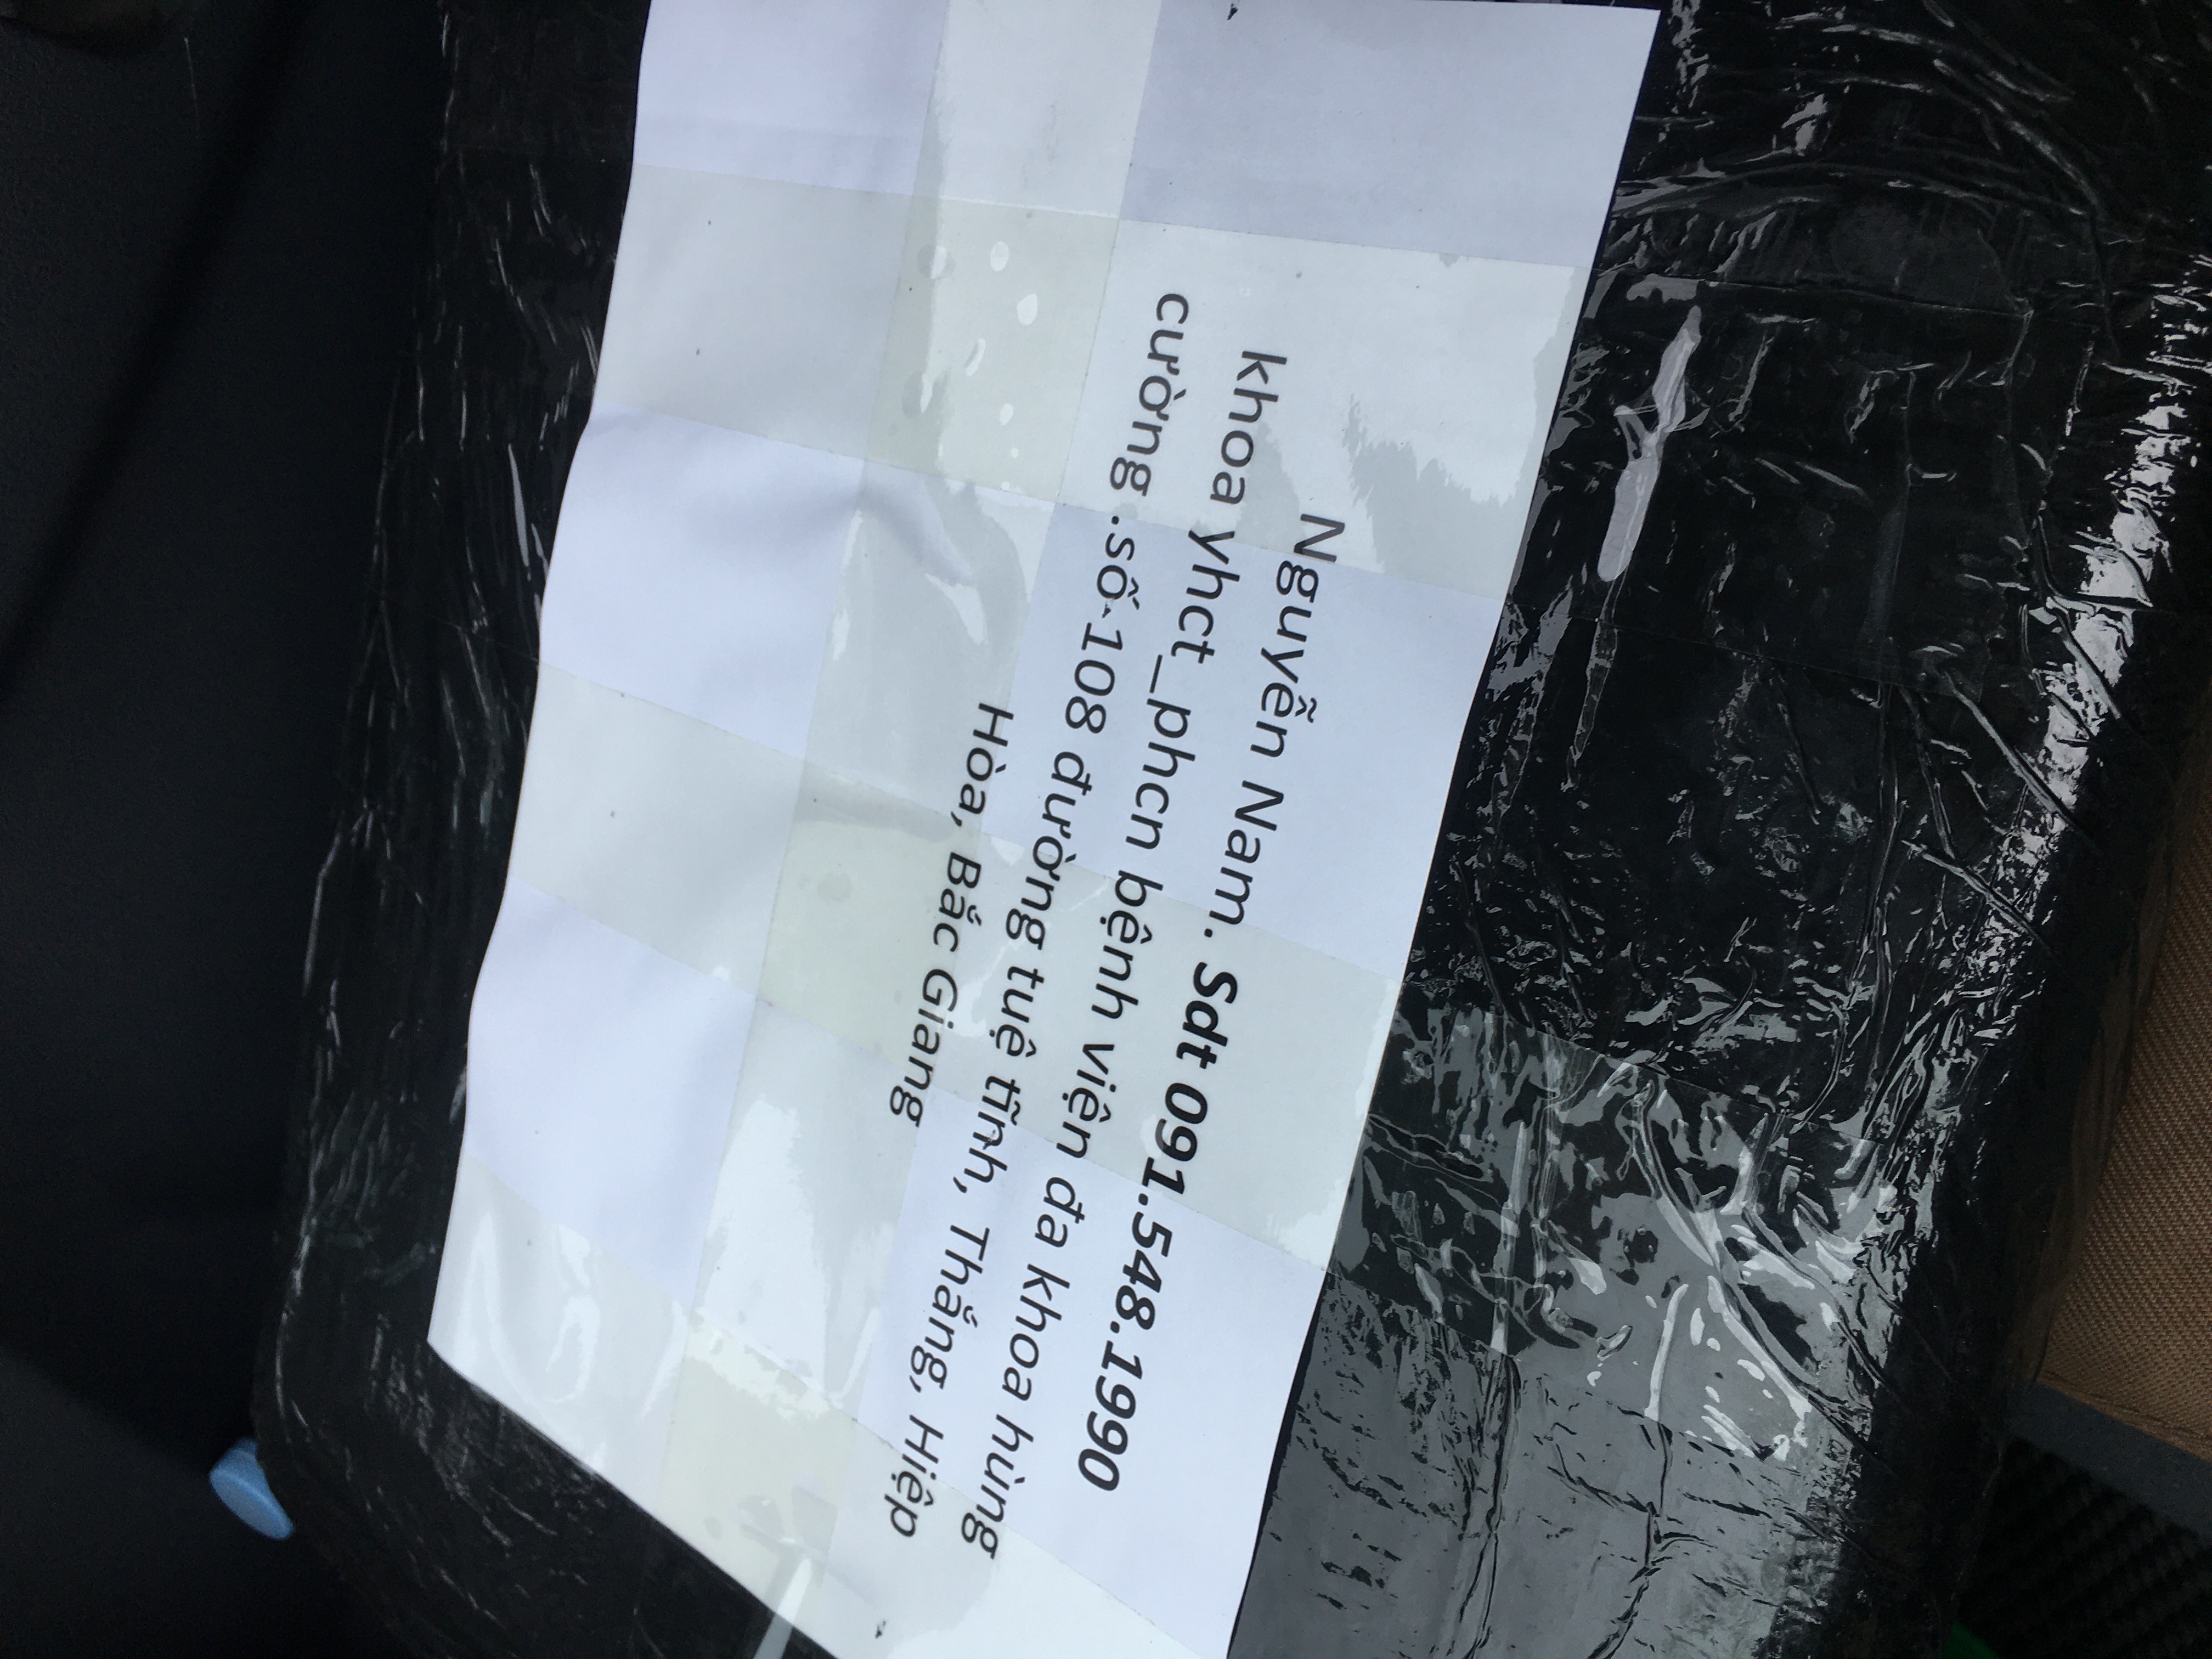 Nguyễn Nam. Sdt 091.548.1990
khoa yhct_phcn bệnh viện đa khoa hùng
cường .số 108 đường tuệ tĩnh, Thắng, Hiệp
Hòa, Bắc Giang